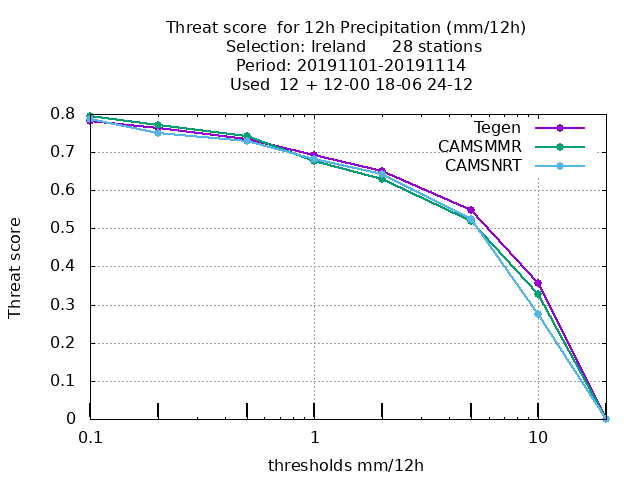 Threat score  for 12h Precipitation (mm/12h)
Selection: Ireland     28 stations
Period: 20191101-20191114
Used  12 + 12-00 18-06 24-12
Tegen
CAMSMMR
CAMSNRT
0.8
0.7
0.6
0.5
0.4
0.3
0.2
0.1
0
Threat score
0.1
1
10
thresholds mm/12h